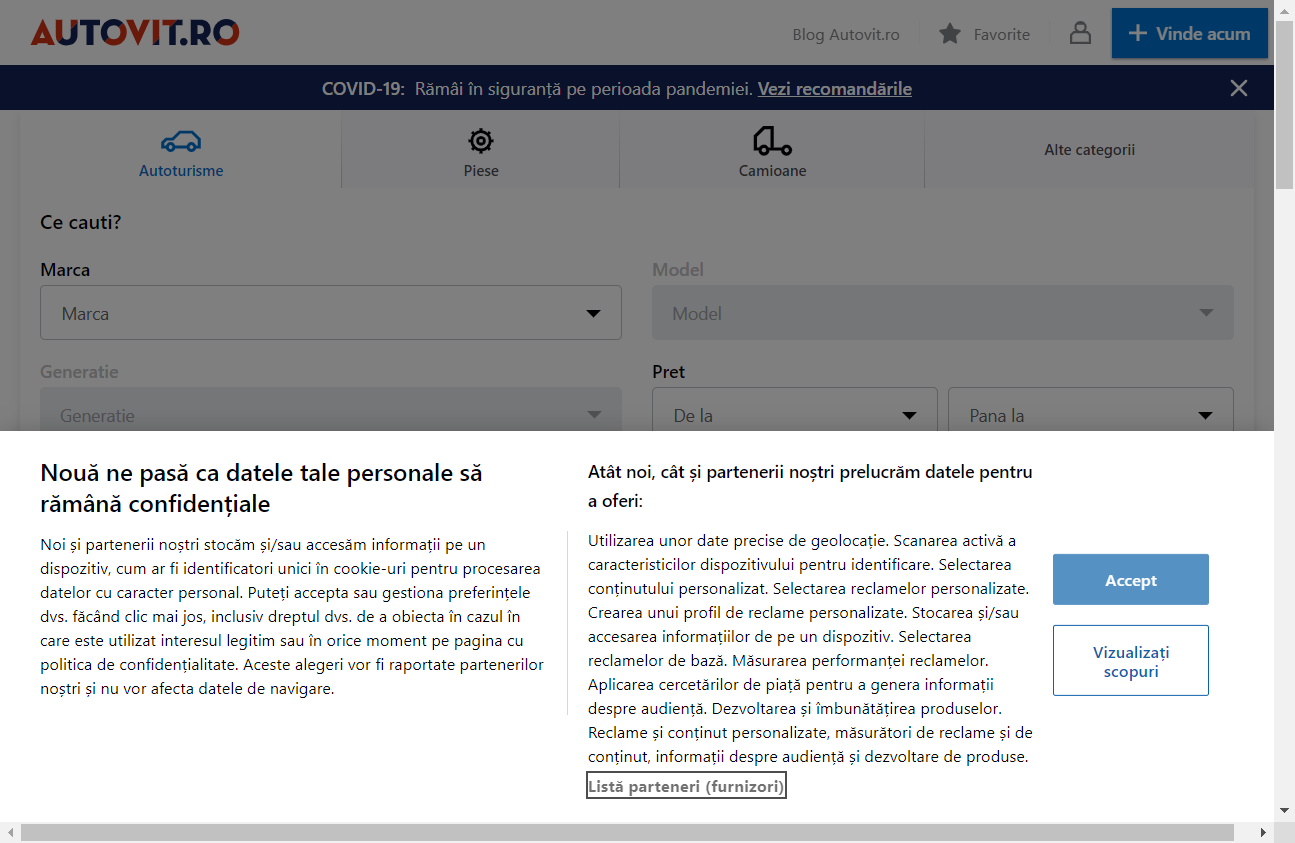 AUTOVIT.RO
Blog Autovit.ro
Favorite
Vinde acum
COVID-19: Rămâi în siguranță pe perioada pandemiei. Vezi recomandările
Autoturisme
Piese
Camioane
Alte categorii
Ce cauti?
Marca
Model
Marca
Model
Generatie
Pret
Generatie
De la
Pana la
Nouă ne pasă ca datele tale personale să
rămână confidențiale
Noi și partenerii noștri stocăm și/sau accesăm informații pe un
dispozitiv, cum ar fi identificatori unici în cookie-uri pentru procesarea
datelor cu caracter personal. Puteți accepta sau gestiona preferințele
dvs. făcând clic mai jos, inclusiv dreptul dvs. de a obiecta în cazul în
care este utilizat interesul legitim sau în orice moment pe pagina cu
politica de confidențialitate. Aceste alegeri vor fi raportate partenerilor
noștri și nu vor afecta datele de navigare.
Atât noi, cât și partenerii noștri prelucrăm datele pentru
a oferi:
Utilizarea unor date precise de geolocație. Scanarea activă a
caracteristicilor dispozitivului pentru identificare. Selectarea
conținutului personalizat. Selectarea reclamelor personalizate.
Crearea unui profil de reclame personalizate. Stocarea și/sau
accesarea informațiilor de pe un dispozitiv. Selectarea
reclamelor de bază. Măsurarea performanței reclamelor.
Aplicarea cercetărilor de piață pentru a genera informații
despre audiență. Dezvoltarea și îmbunătățirea produselor.
Reclame și conținut personalizate, măsurători de reclame și de
conținut, informații despre audiență și dezvoltare de produse.
Listă parteneri (furnizori)
Accept
Vizualizați
scopuri